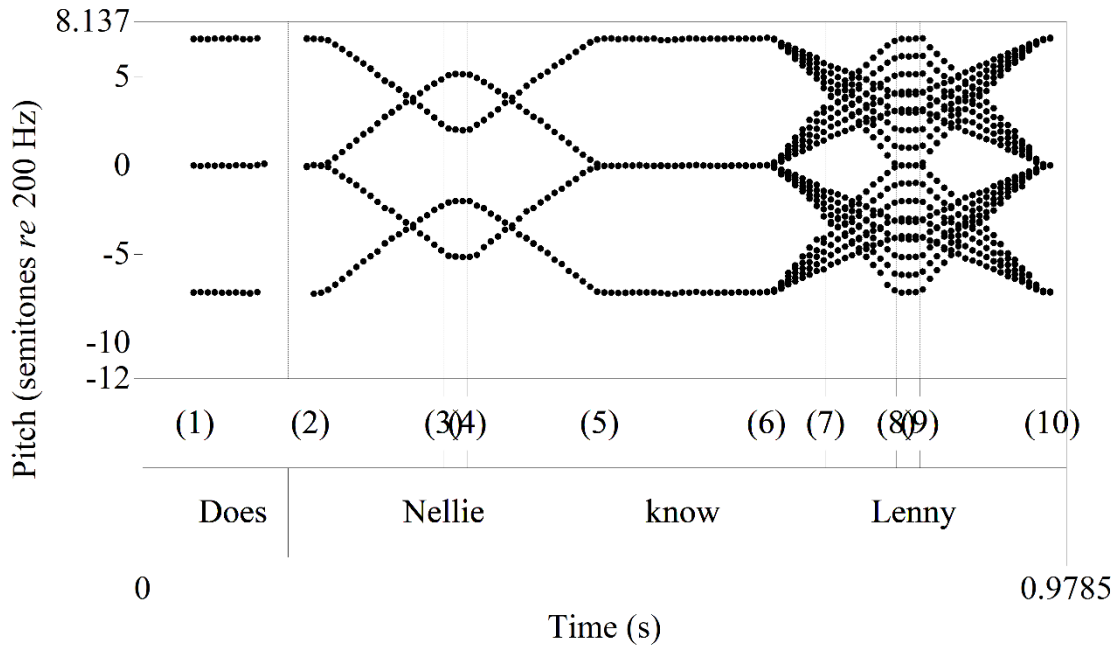 8.137
5
0
-5
-10
-12
Pitch (semitones re 200 Hz)
(1) (2) (3) (4) (5) (6) (7) (8) (9) (10)
Does Nellie know Lenny
0 0.9785
Time (s)